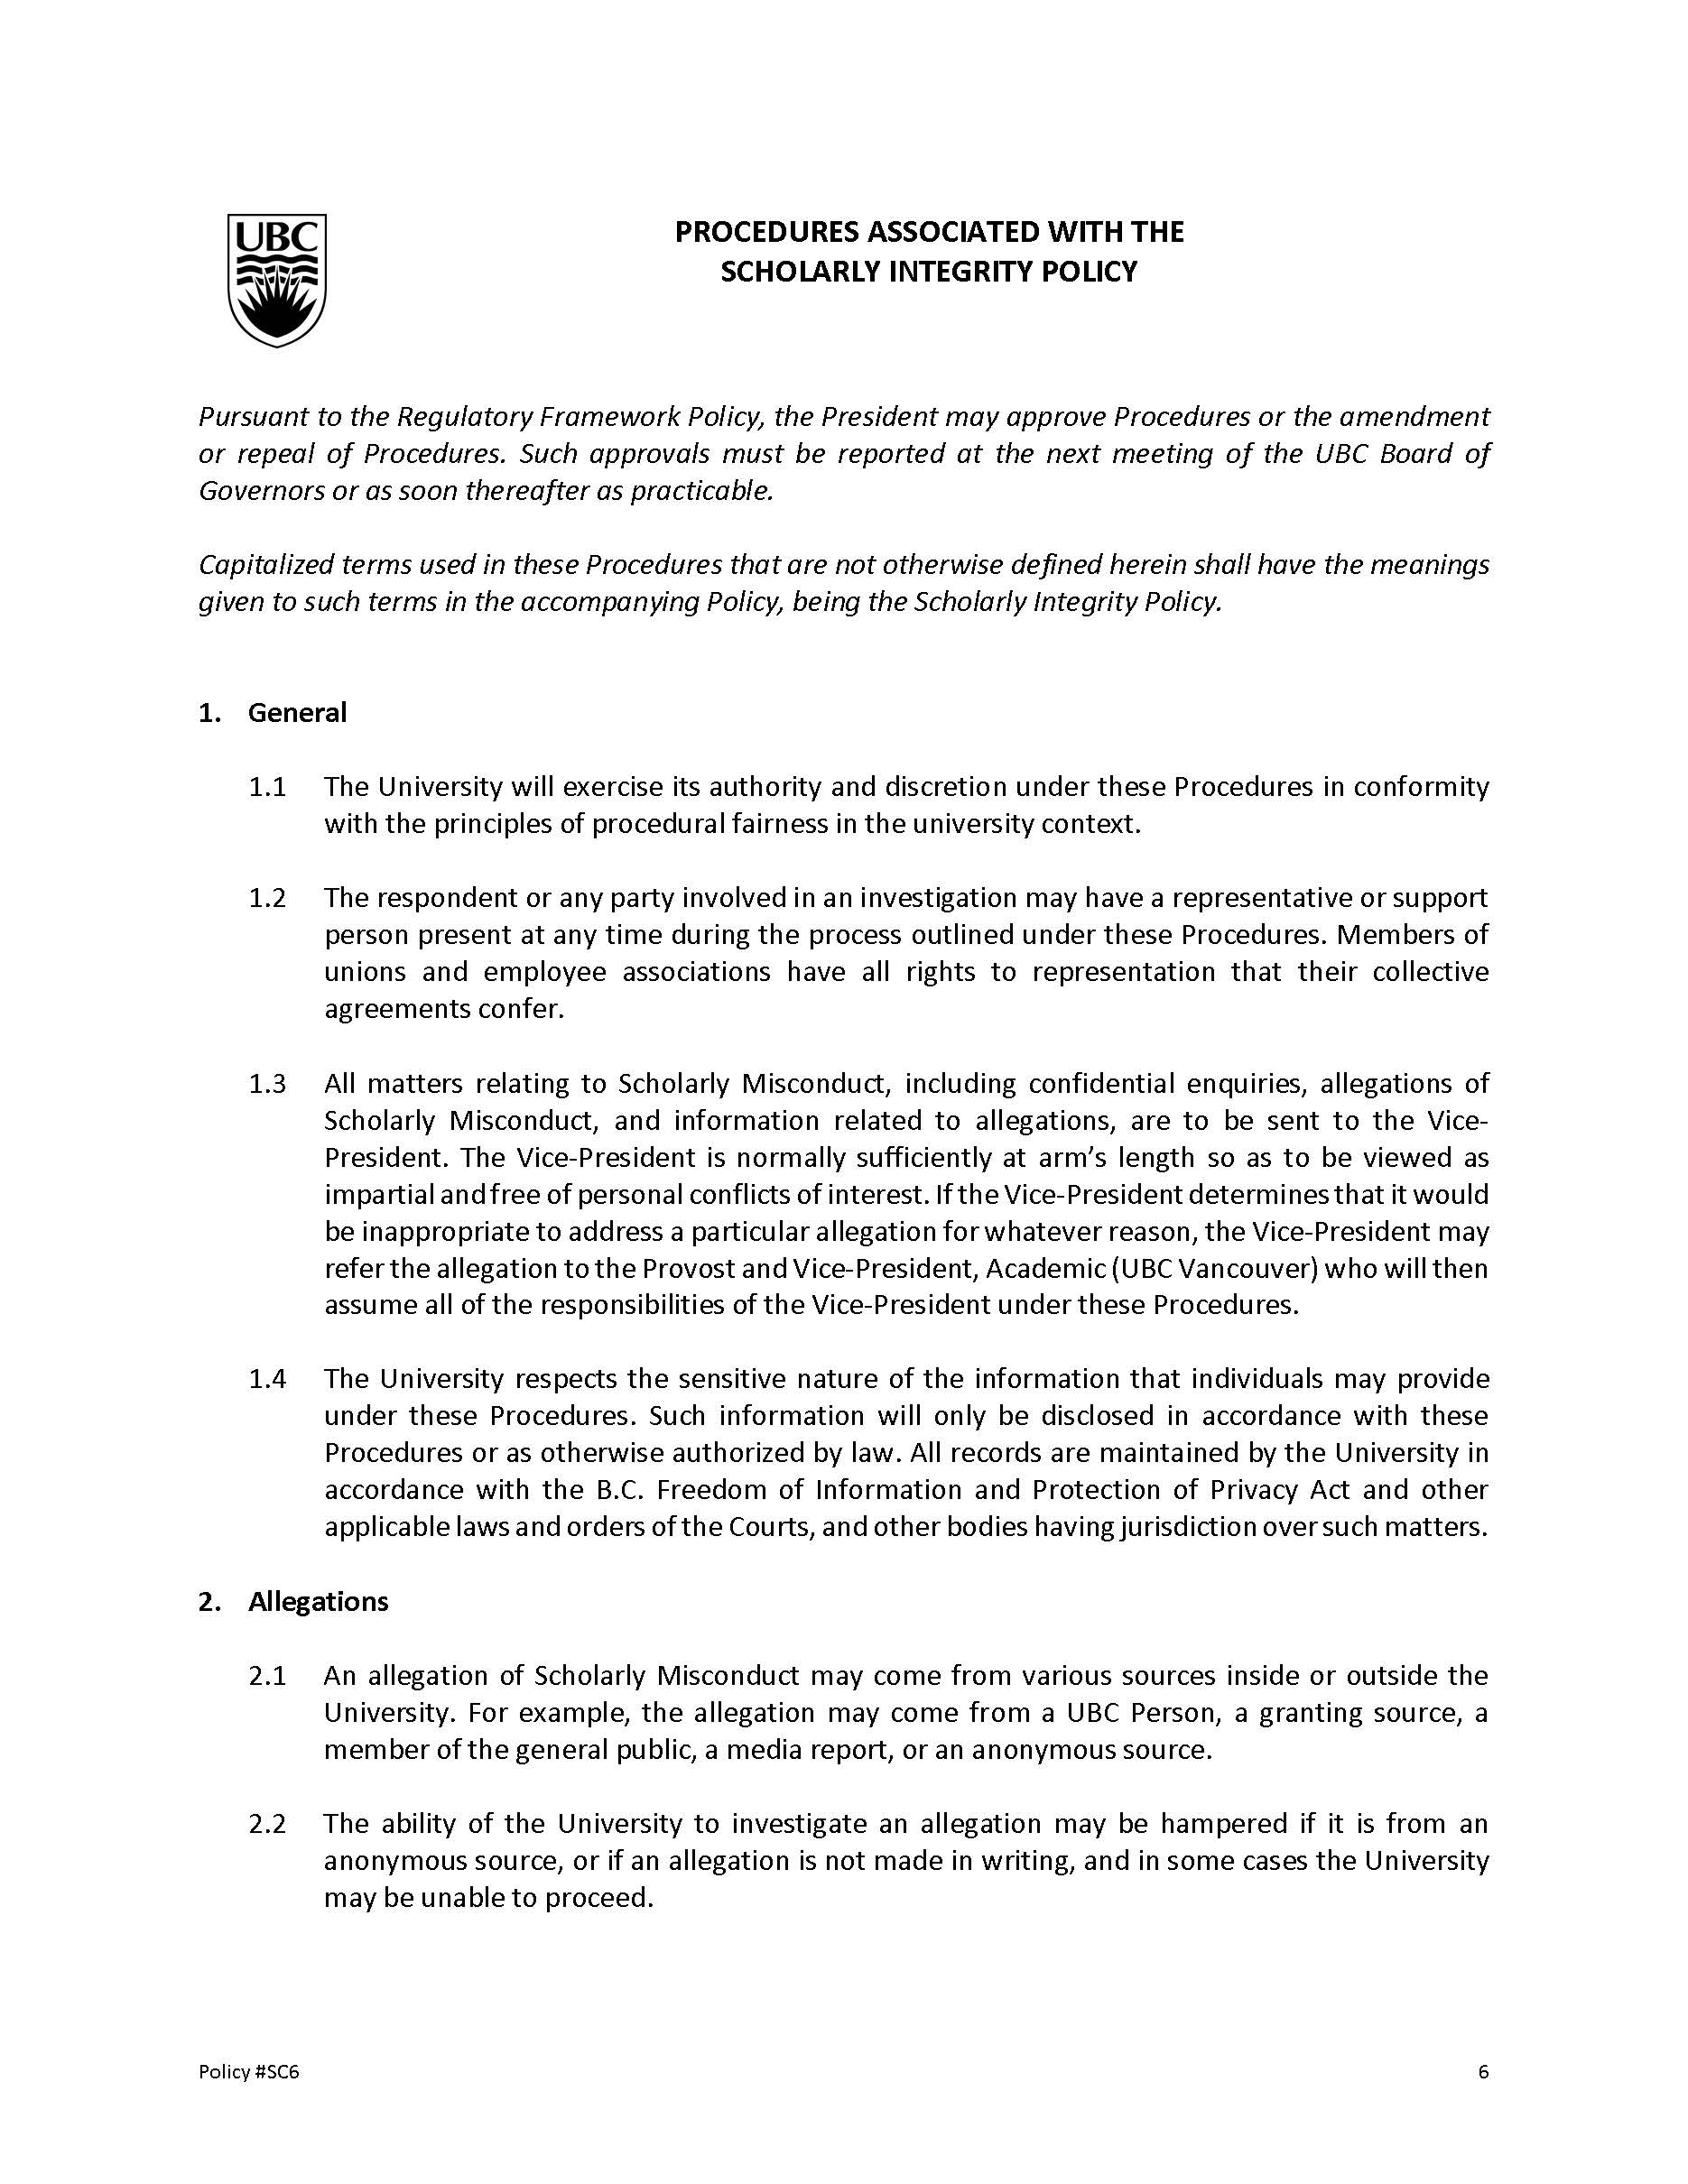 UBC
PROCEDURES ASSOCIATED WITH THE
SCHOLARLY INTEGRITY POLICY
Pursuant to the Regulatory Framework Policy, the President may approve Procedures or the amendment
or repeal of Procedures. Such approvals must be reported at the next meeting of the UBC Board of
Governors or as soon thereafter as practicable.
Capitalized terms used in these Procedures that are not otherwise defined herein shall have the meanings
given to such terms in the accompanying Policy, being the Scholarly Integrity Policy.
1. General
1.1 The University will exercise its authority and discretion under these Procedures in conformity
with the principles of procedural fairness in the university context.
1.2 The respondent or any party involved in an investigation may have a representative or support
person present at any time during the process outlined under these Procedures. Members of
unions and employee associations have all rights to representation that their collective
agreements confer.
1.3 All matters relating to Scholarly Misconduct, including confidential enquiries, allegations of
Scholarly Misconduct, and information related to allegations, are to be sent to the Vice-
President. The Vice-President is normally sufficiently at arm’s length so as to be viewed as
impartial and free of personal conflicts of interest. If the Vice-President determines that it would
be inappropriate to address a particular allegation for whatever reason, the Vice-President may
refer the allegation to the Provost and Vice-President, Academic (UBC Vancouver) who will then
assume all of the responsibilities of the Vice-President under these Procedures.
1.4 The University respects the sensitive nature of the information that individuals may provide
under these Procedures. Such information will only be disclosed in accordance with these
Procedures or as otherwise authorized by law. All records are maintained by the University in
accordance with the B.C. Freedom of Information and Protection of Privacy Act and other
applicable laws and orders of the Courts, and other bodies having jurisdiction over such matters.
2. Allegations
2.1 An allegation of Scholarly Misconduct may come from various sources inside or outside the
University. For example, the allegation may come from a UBC Person, a granting source, a
member of the general public, a media report, or an anonymous source.
2.2 The ability of the University to investigate an allegation may be hampered if it is from an
anonymous source, or if an allegation is not made in writing, and in some cases the University
may be unable to proceed.
Policy #SC6 6